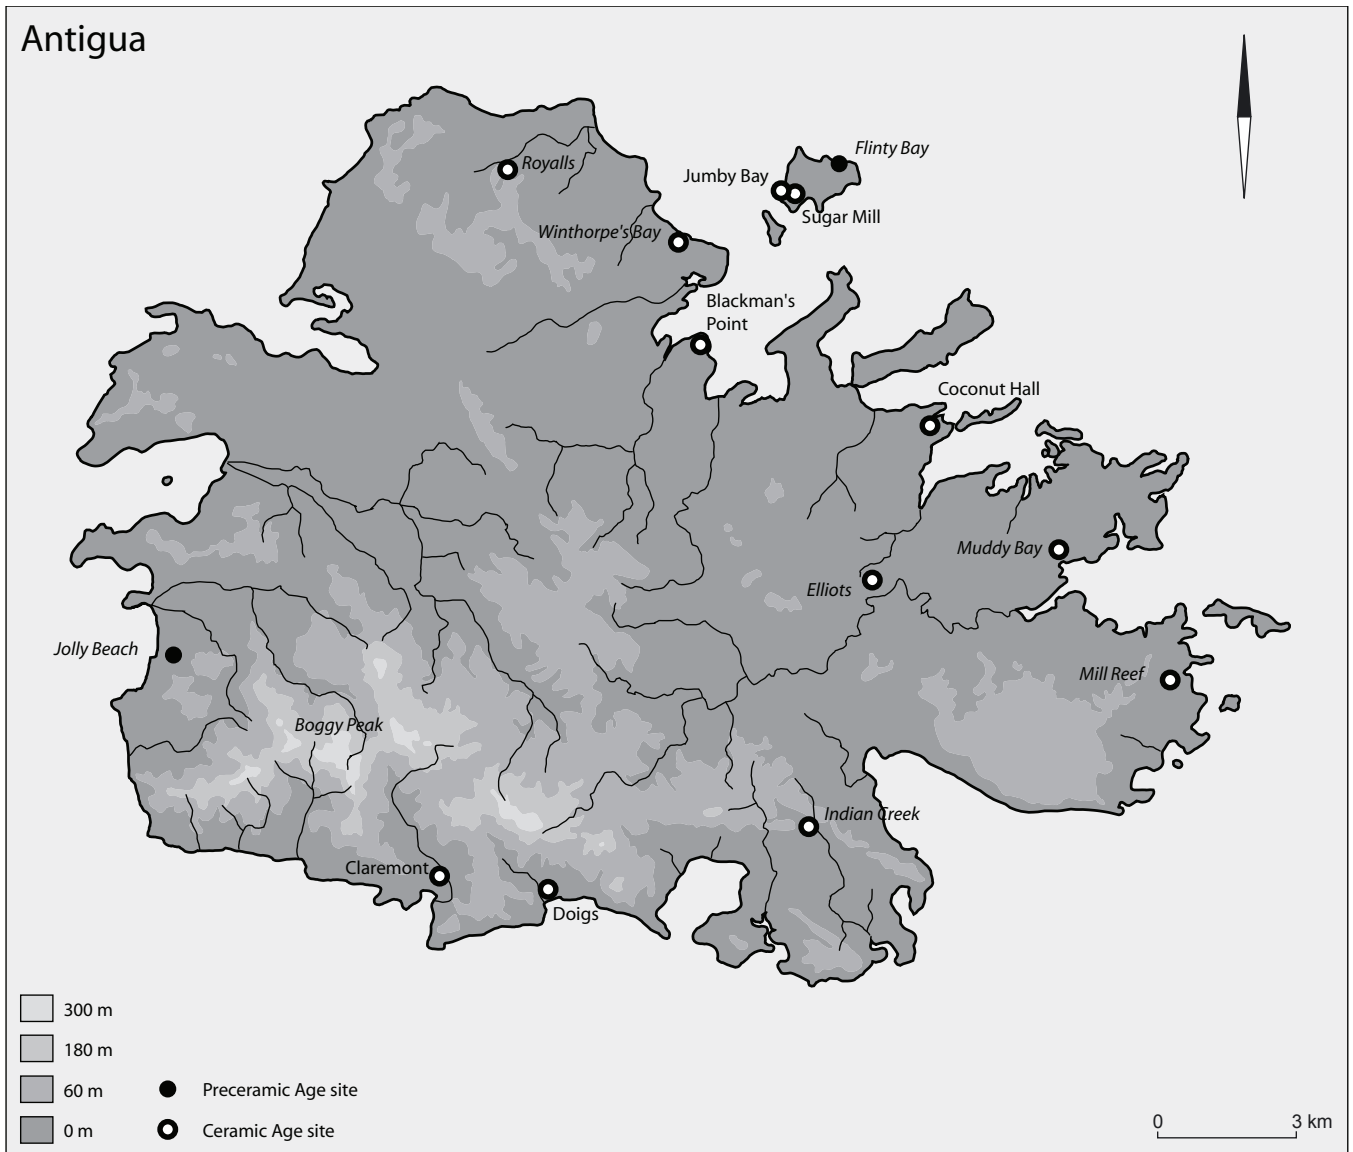 Antigua
Flinty Bay
Royalls
Jumby Bay
Sugar Mill
Winthorpe's Bay
Blackman's
Point
Coconut Hall
Muddy Bay
Elliots
Jolly Beach
Mill Reef
Boggy Peak
Indian Creek
Claremont
Doigs
300 m
180 m
60 m
Preceramic Age site
0 m
Ceramic Age site
0
3 km